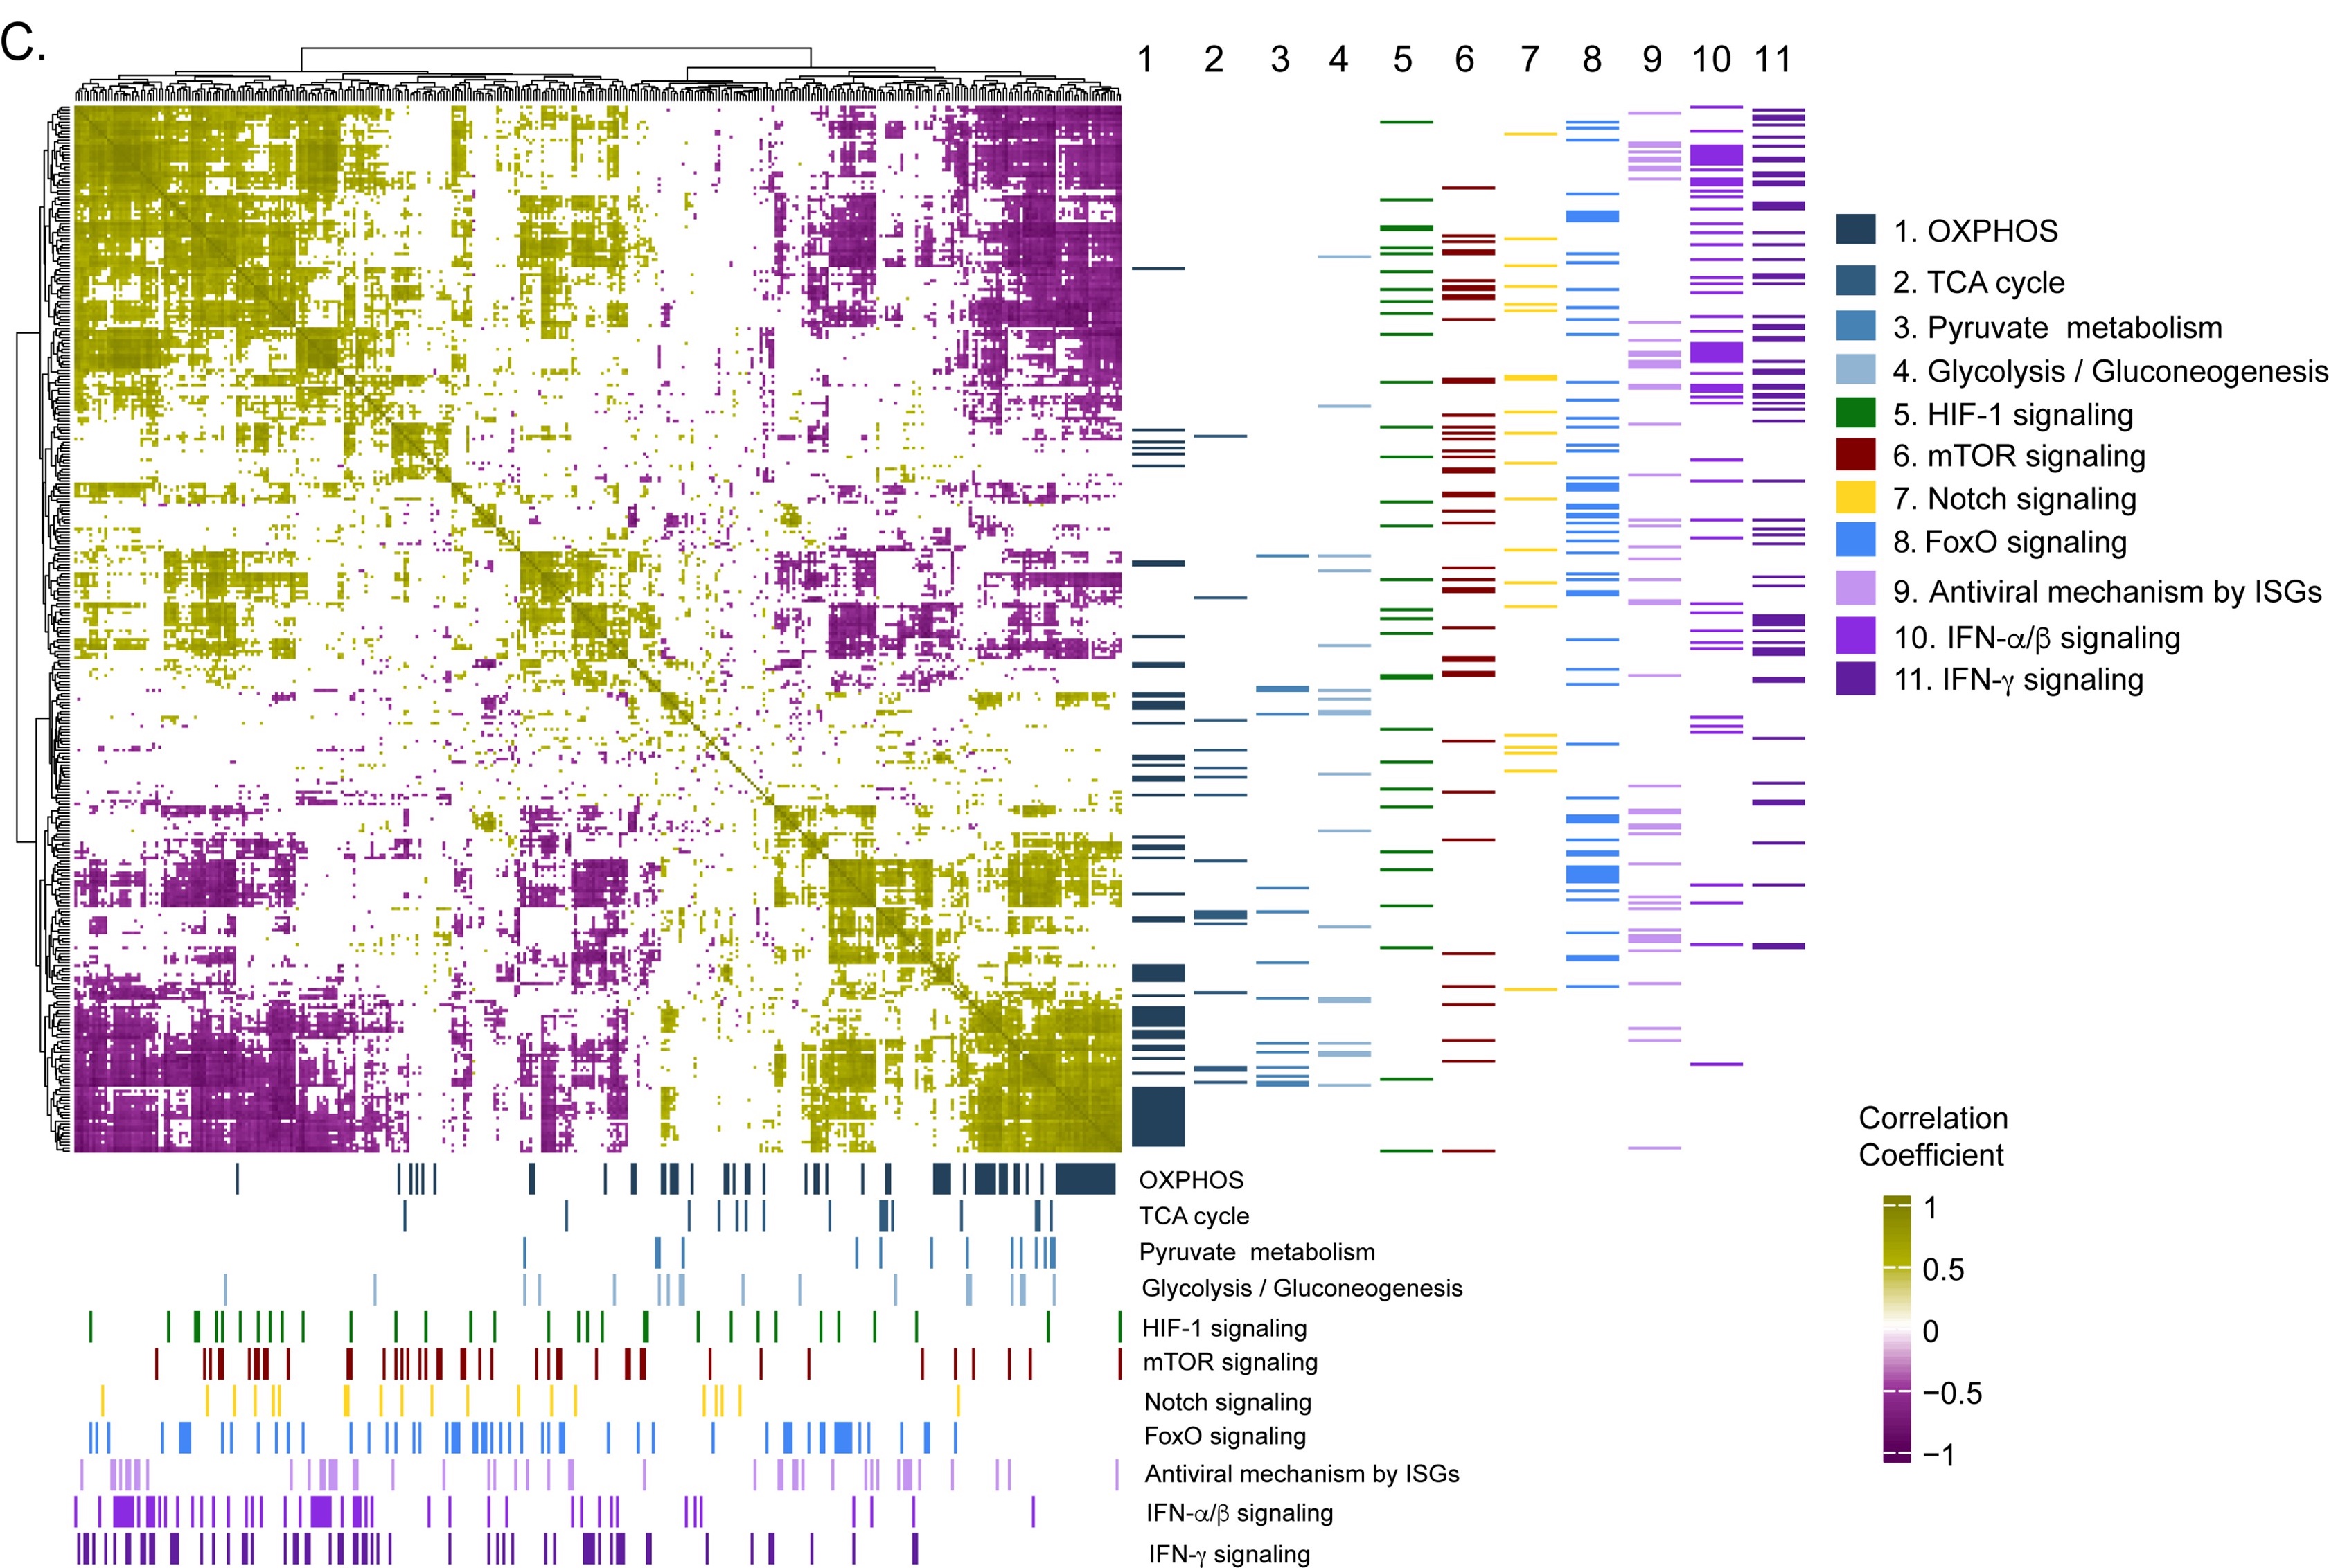 C.
1 2 3 4 5 6 7 8 9 10 11
1. OXPHOS
2. TCA cycle
3. Pyruvate metabolism
4. Glycolysis / Gluconeogenesis
5. HIF-1 signaling
6. mTOR signaling
7. Notch signaling
8. FoxO signaling
9. Antiviral mechanism by ISGs
10. IFN-α/β signaling
11. IFN-γ signaling
Correlation
Coefficient
1
0.5
0
−0.5
−1
OXPHOS
TCA cycle
Pyruvate metabolism
Glycolysis / Gluconeogenesis
HIF-1 signaling
mTOR signaling
Notch signaling
FoxO signaling
Antiviral mechanism by ISGs
IFN-α/β signaling
IFN-γ signaling